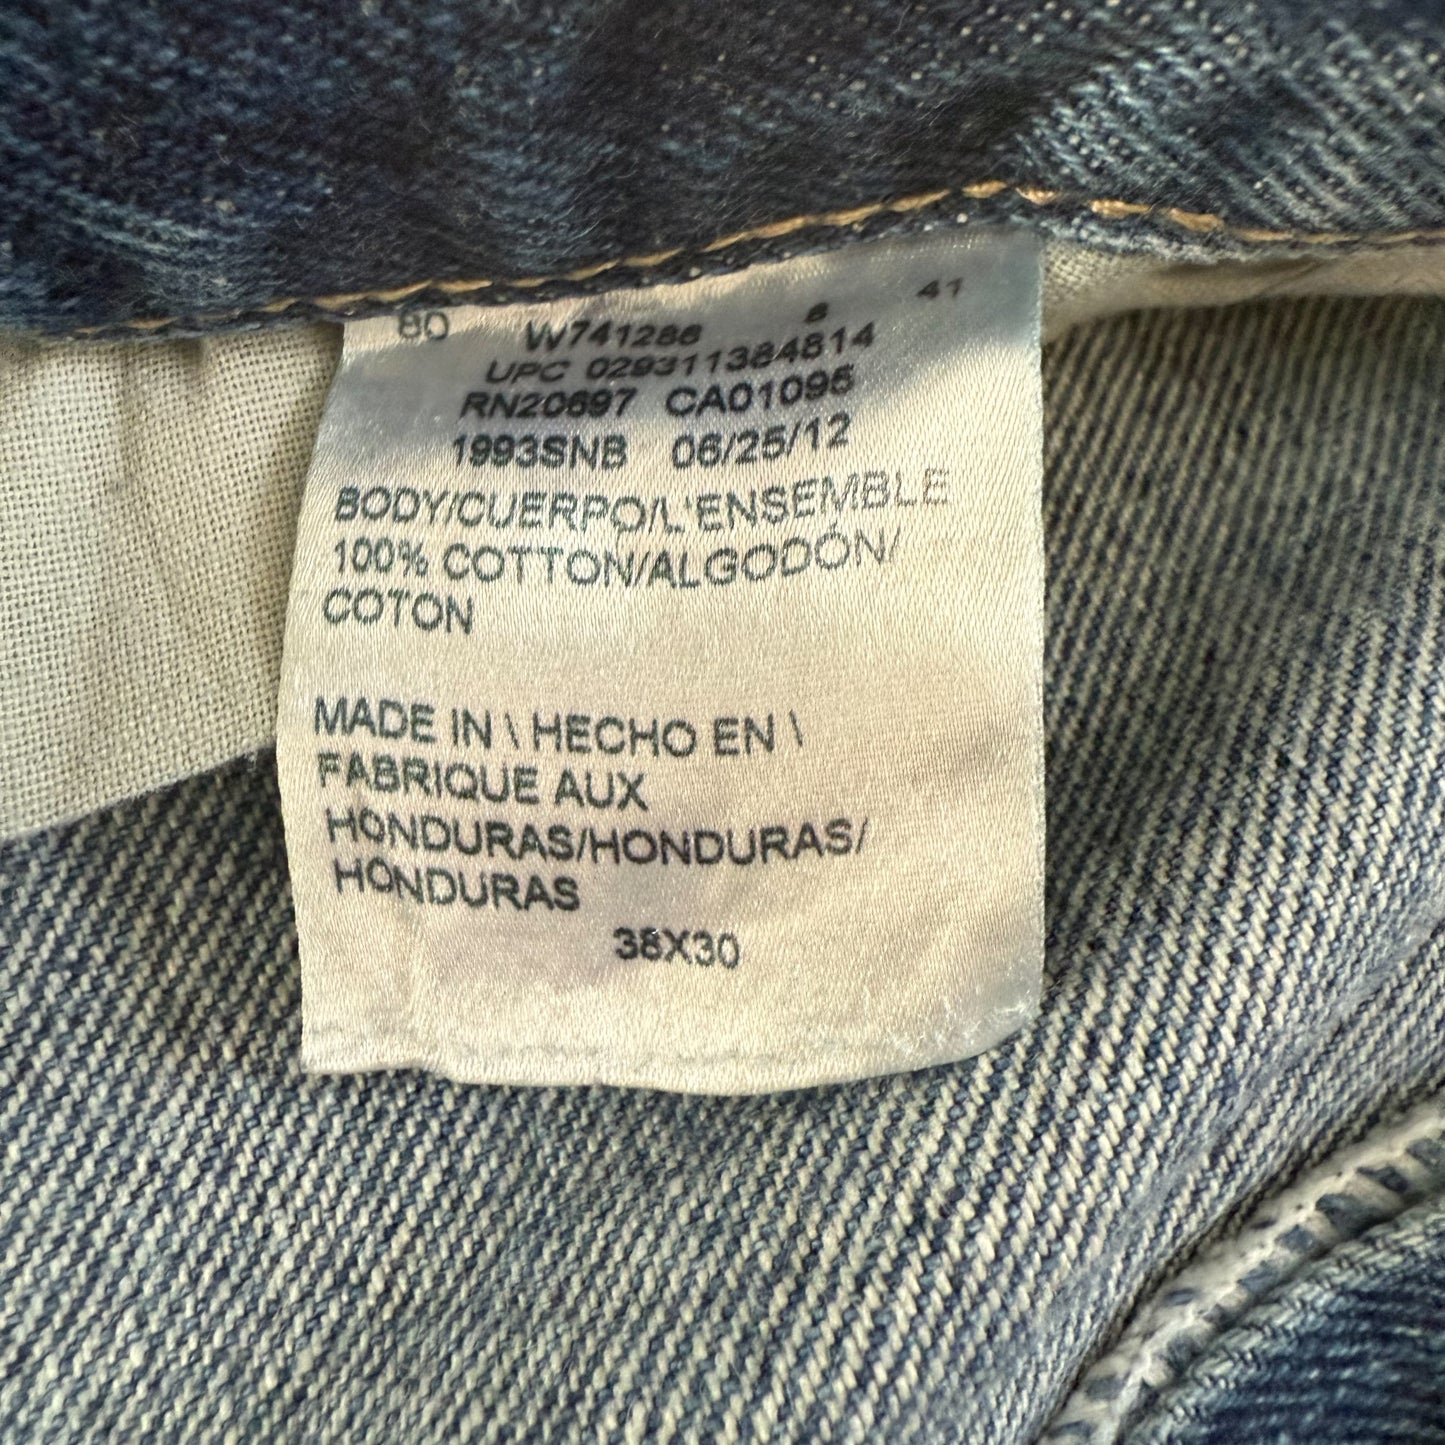 80 W741286 6 41
UPC 029311384814
RN20697 CA01095
1993SNB 06/25/12
BODY/CUERPO/L'ENSEMBLE
100% COTTON/ALGODÓN/
COTON
MADE IN \ HECHO EN \
FABRIQUE AUX
HONDURAS/HONDURAS/
HONDURAS
38X30